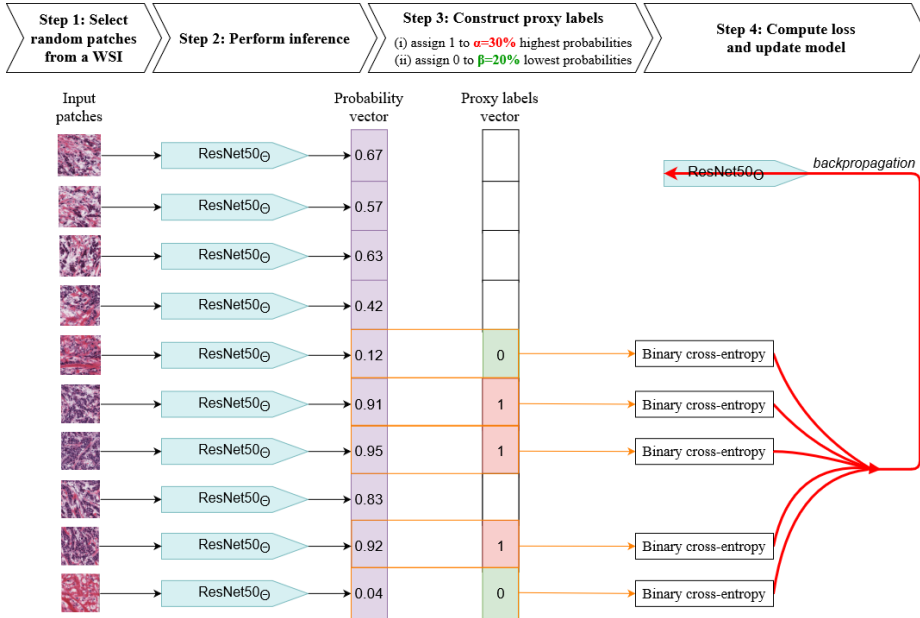 Step 1: Select
random patches
from a WSI
Step 2: Perform inference
Step 3: Construct proxy labels
(i) assign 1 to α=30% highest probabilities
(ii) assign 0 to β=20% lowest probabilities
Step 4: Compute loss
and update model
Input
patches
Probability
vector
Proxy labels
vector
ResNet50Θ
0.67
ResNet50Θ
backpropagation
ResNet50Θ
0.57
ResNet50Θ
0.63
ResNet50Θ
0.42
ResNet50Θ
0.12
0
Binary cross-entropy
ResNet50Θ
0.91
1
Binary cross-entropy
ResNet50Θ
0.95
1
Binary cross-entropy
ResNet50Θ
0.83
ResNet50Θ
0.92
1
Binary cross-entropy
ResNet50Θ
0.04
0
Binary cross-entropy